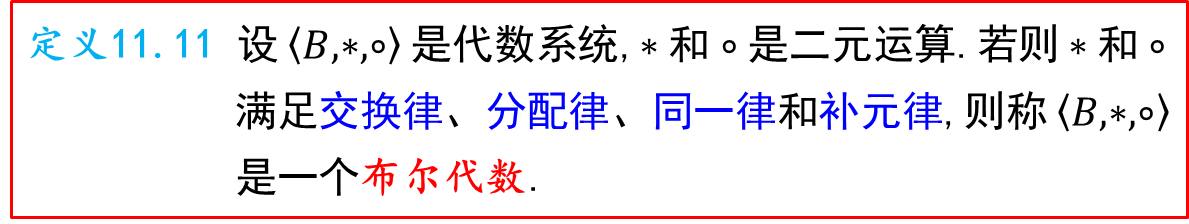 定义11.11 设⟨B,∗,∘⟩是代数系统,∗和∘是二元运算.若则∗和∘
满足交换律、分配律、同一律和补元律,则称⟨B,∗,∘⟩
是一个布尔代数.